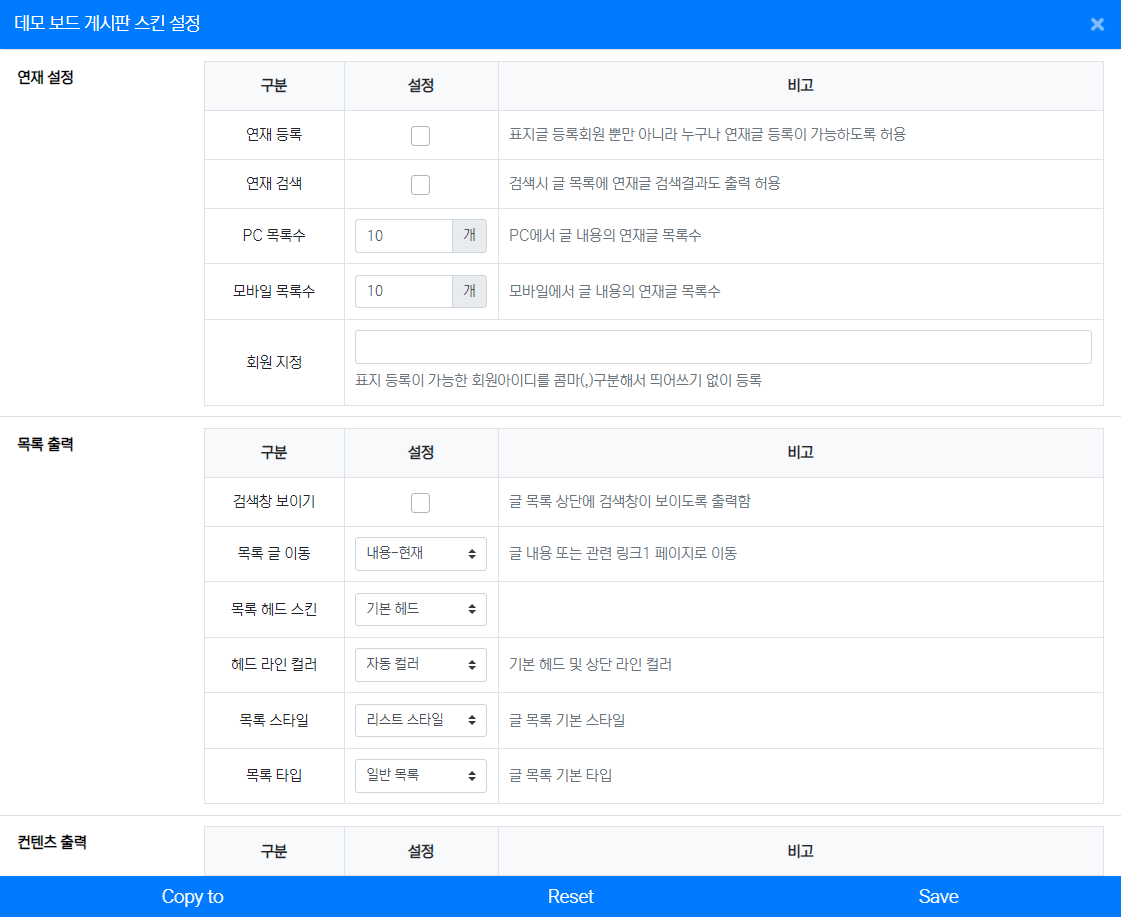 데모 보드 게시판 스킨 설정
연재 설정
구분 설정 비고
연재 등록 표지글 등록회원 뿐만 아니라 누구나 연재글 등록이 가능하도록 허용
연재 검색 검색시 글 목록에 연재글 검색결과도 출력 허용
PC 목록수 10 개 PC에서 글 내용의 연재글 목록수
모바일 목록수 10 개 모바일에서 글 내용의 연재글 목록수
회원 지정
표지 등록이 가능한 회원아이디를 콤마(,)구분해서 띄어쓰기 없이 등록
목록 출력
구분 설정 비고
검색창 보이기 글 목록 상단에 검색창이 보이도록 출력함
목록 글 이동 내용-현재 글 내용 또는 관련 링크1 페이지로 이동
목록 헤드 스킨 기본 헤드
헤드 라인 컬러 자동 컬러 기본 헤드 및 상단 라인 컬러
목록 스타일 리스트 스타일 글 목록 기본 스타일
목록 타입 일반 목록 글 목록 기본 타입
컨텐츠 출력
구분 설정 비고
Copy to Reset Save